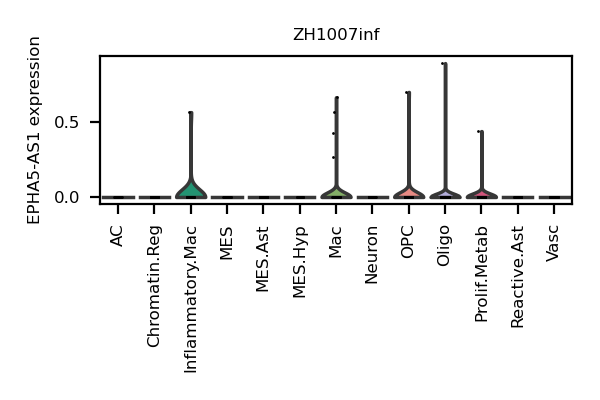 ZH1007inf
EPHA5-AS1 expression
0.5
0.0
AC
Chromatin.Reg
Inflammatory.Mac
MES
MES.Ast
MES.Hyp
Mac
Neuron
OPC
Oligo
Prolif.Metab
Reactive.Ast
Vasc